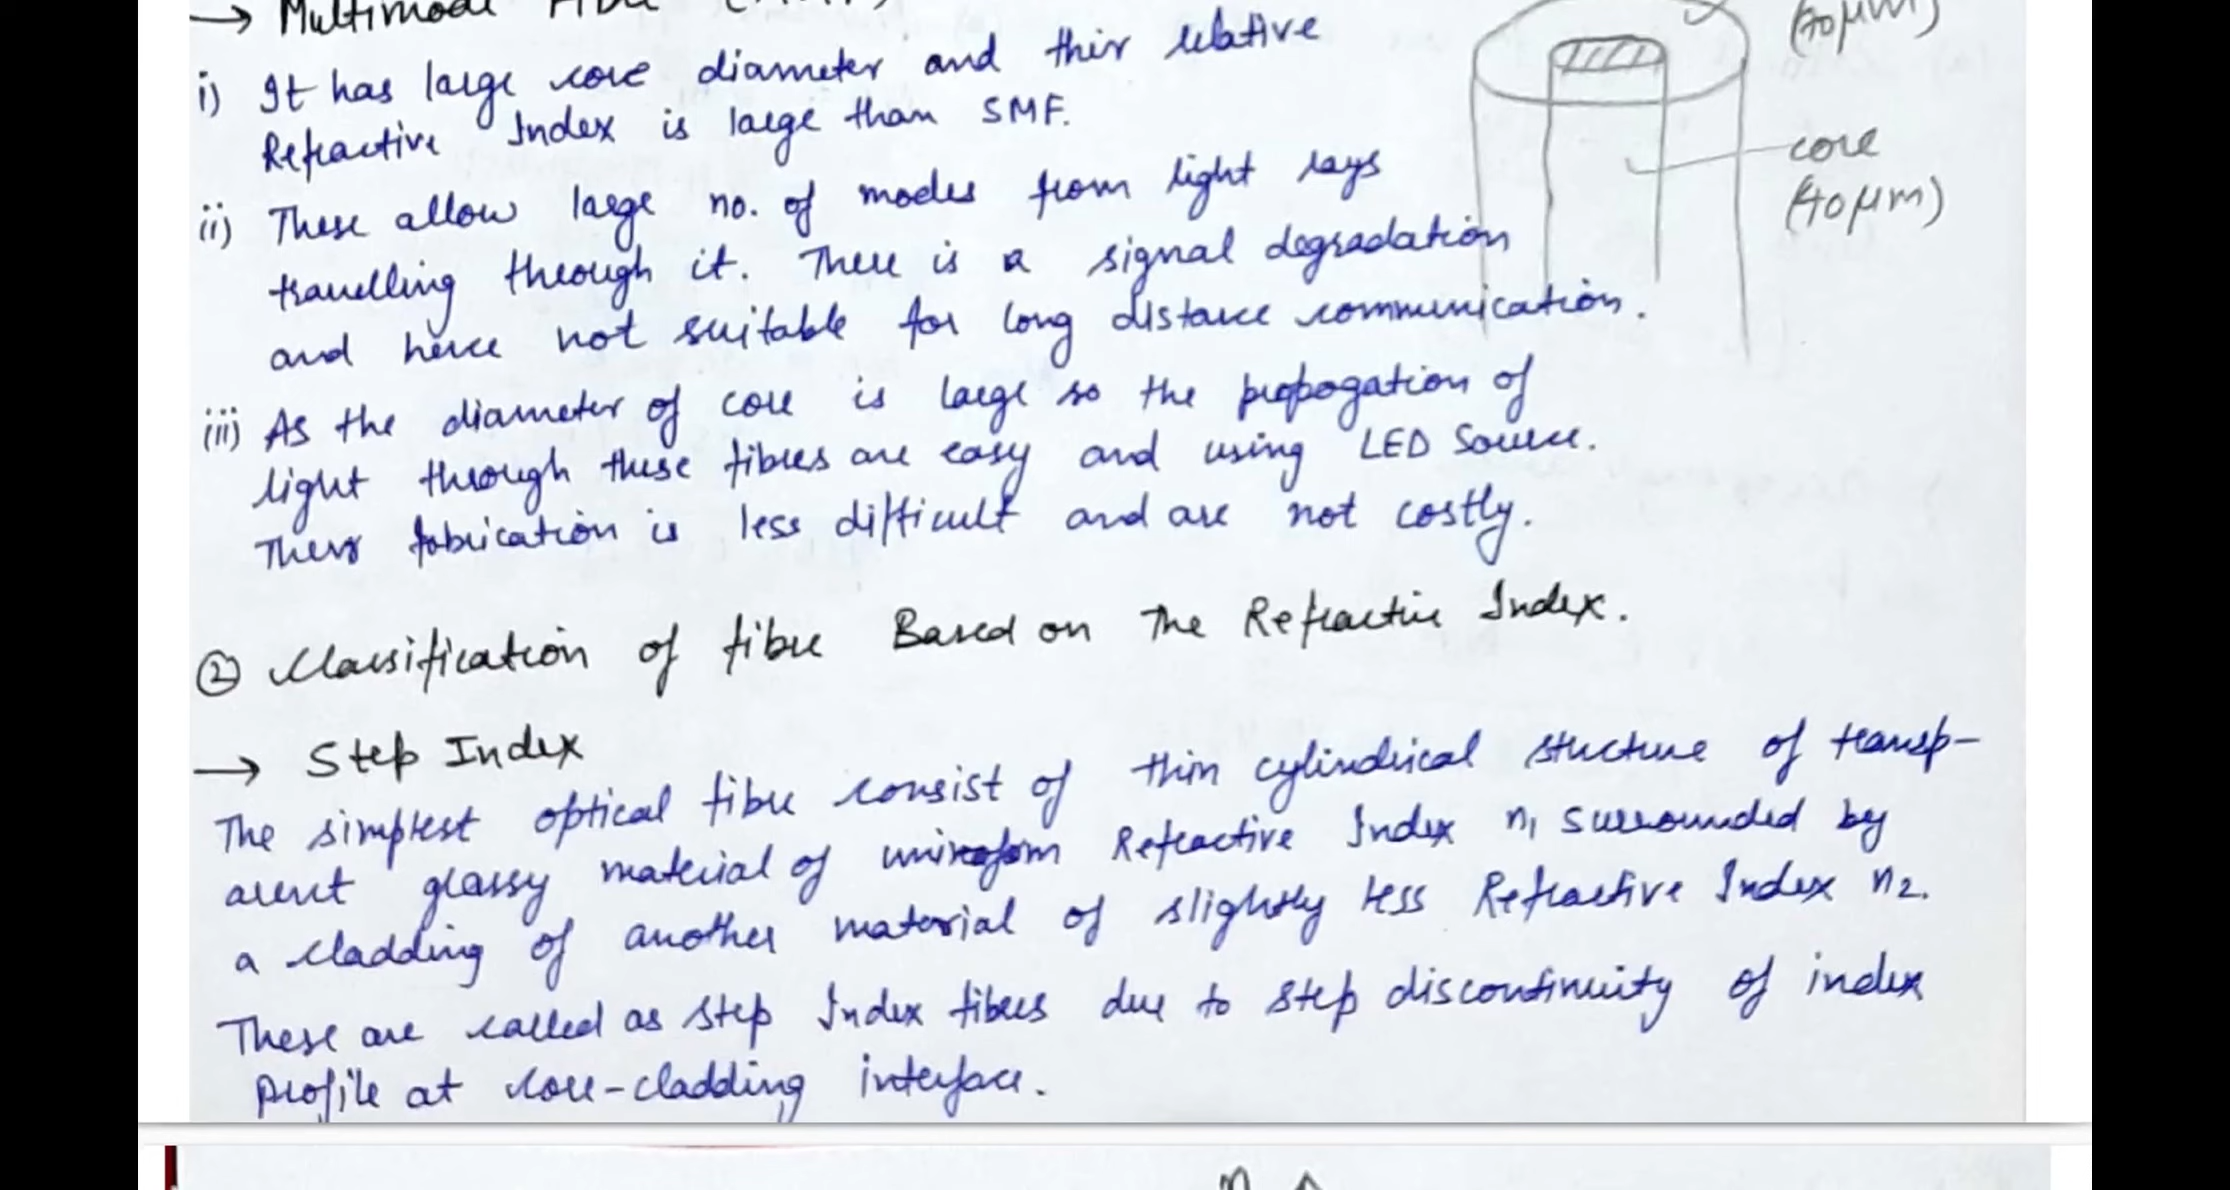 → Multimode Fibre
(70 μm)
i) It has large core diameter and thir relative
Refractive Index is large than SMF.
core
(40 μm)
ii) These allow large no. of modes from light rays
travelling through it. There is a signal degradation
and hence not suitable for long distance communication.
iii) As the diameter of core is large so the propogation of
light through these fibres are easy and using LED Source.
Their fabrication is less difficult and are not costly.
② Classification of fibre Based on The Refractive Index.
→ Step Index
The simplest optical fibre consist of thin cylindrical stucture of transp-
arent glassy material of uniform Refractive Index n1 surrounded by
a cladding of another material of slightly less Refractive Index n2.
These are called as step Index fibres due to step discontinuity of index
Profile at core-cladding interface.
n